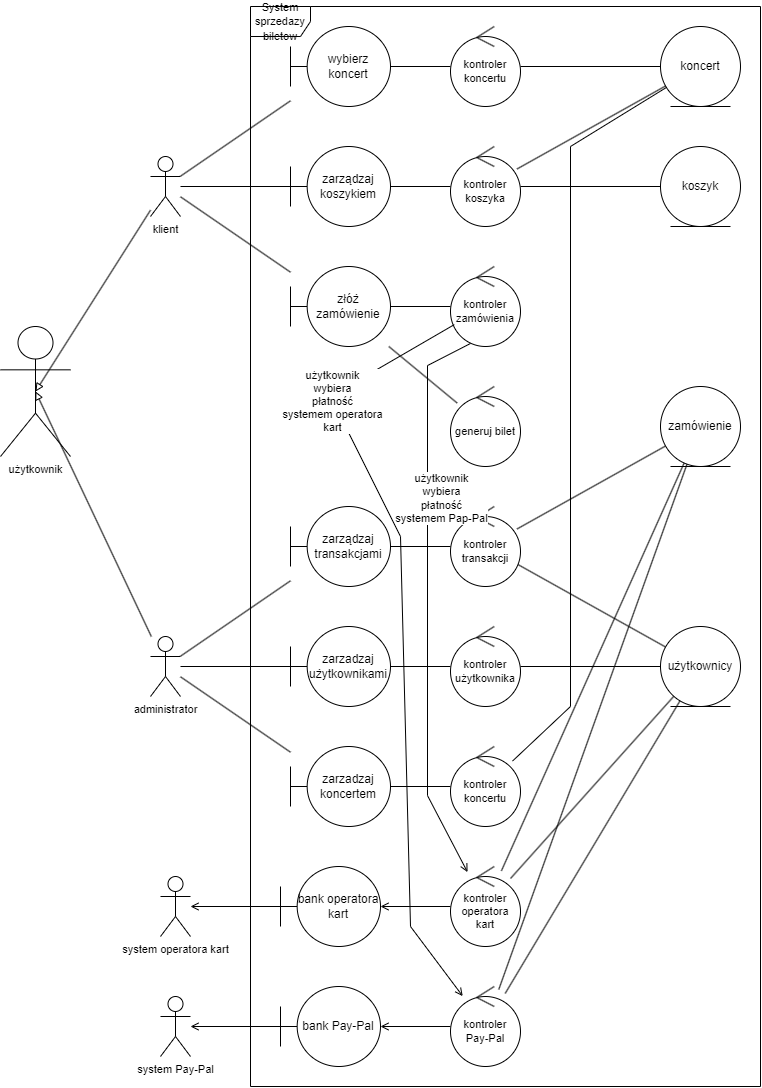 System
sprzedazy
biletow
wybierz
koncert
kontroler
koncertu
koncert
klient
zarządzaj
koszykiem
kontroler
koszyka
koszyk
złóż
zamówienie
kontroler
zamówienia
użytkownik
wybiera
płatność
systemem operatora
kart
generuj bilet
zamówienie
użytkownik
użytkownik
wybiera
płatność
systemem Pap-Pal
zarządzaj
transakcjami
kontroler
transakcji
administrator
zarzadzaj
użytkownikami
kontroler
użytkownika
użytkownicy
zarzadzaj
koncertem
kontroler
koncertu
system operatora kart
bank operatora
kart
kontroler
operatora
kart
system Pay-Pal
bank Pay-Pal
kontroler
Pay-Pal